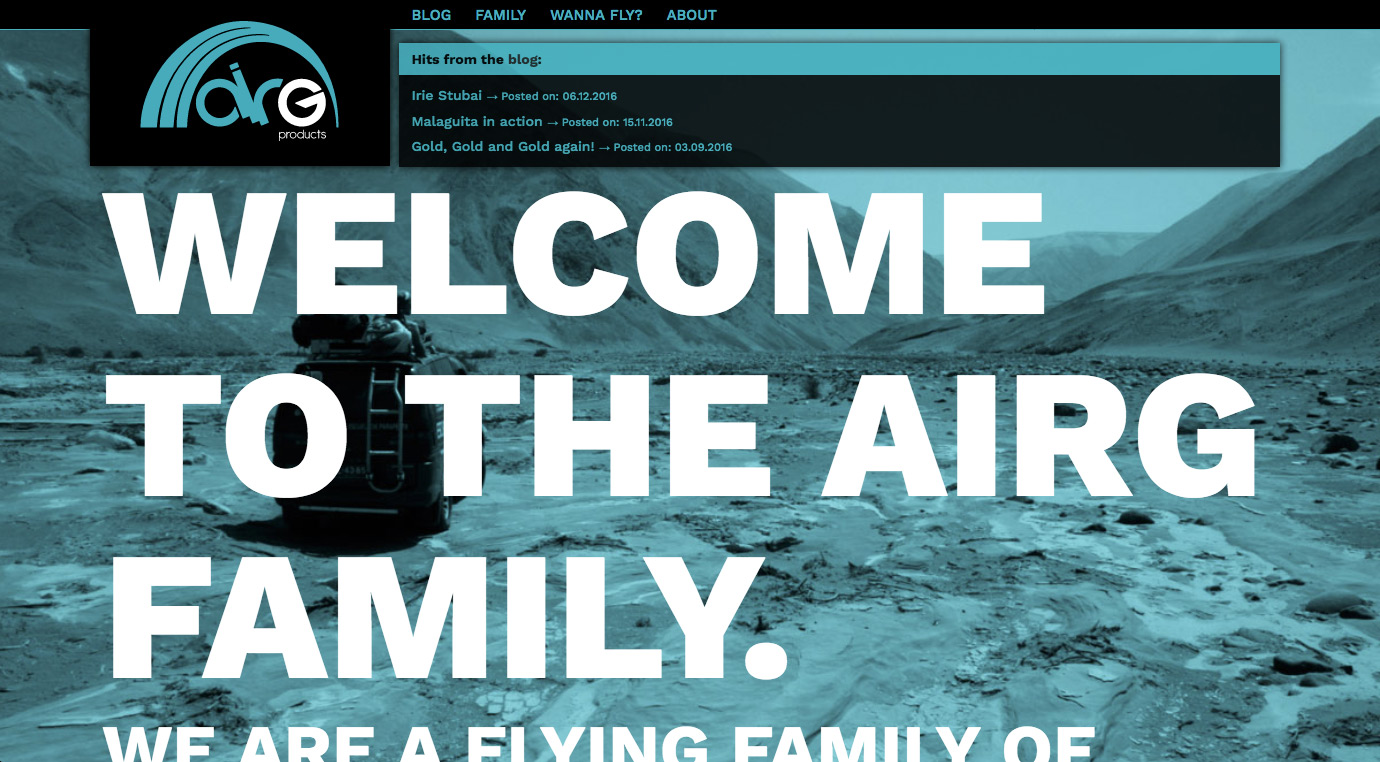 BLOG FAMILY WANNA FLY? ABOUT
airG
products
Hits from the blog:
Irie Stubai → Posted on: 06.12.2016
Malaguita in action → Posted on: 15.11.2016
Gold, Gold and Gold again! → Posted on: 03.09.2016
WELCOME
TO THE AIRG
FAMILY.
WE ARE A FLYING FAMILY OF